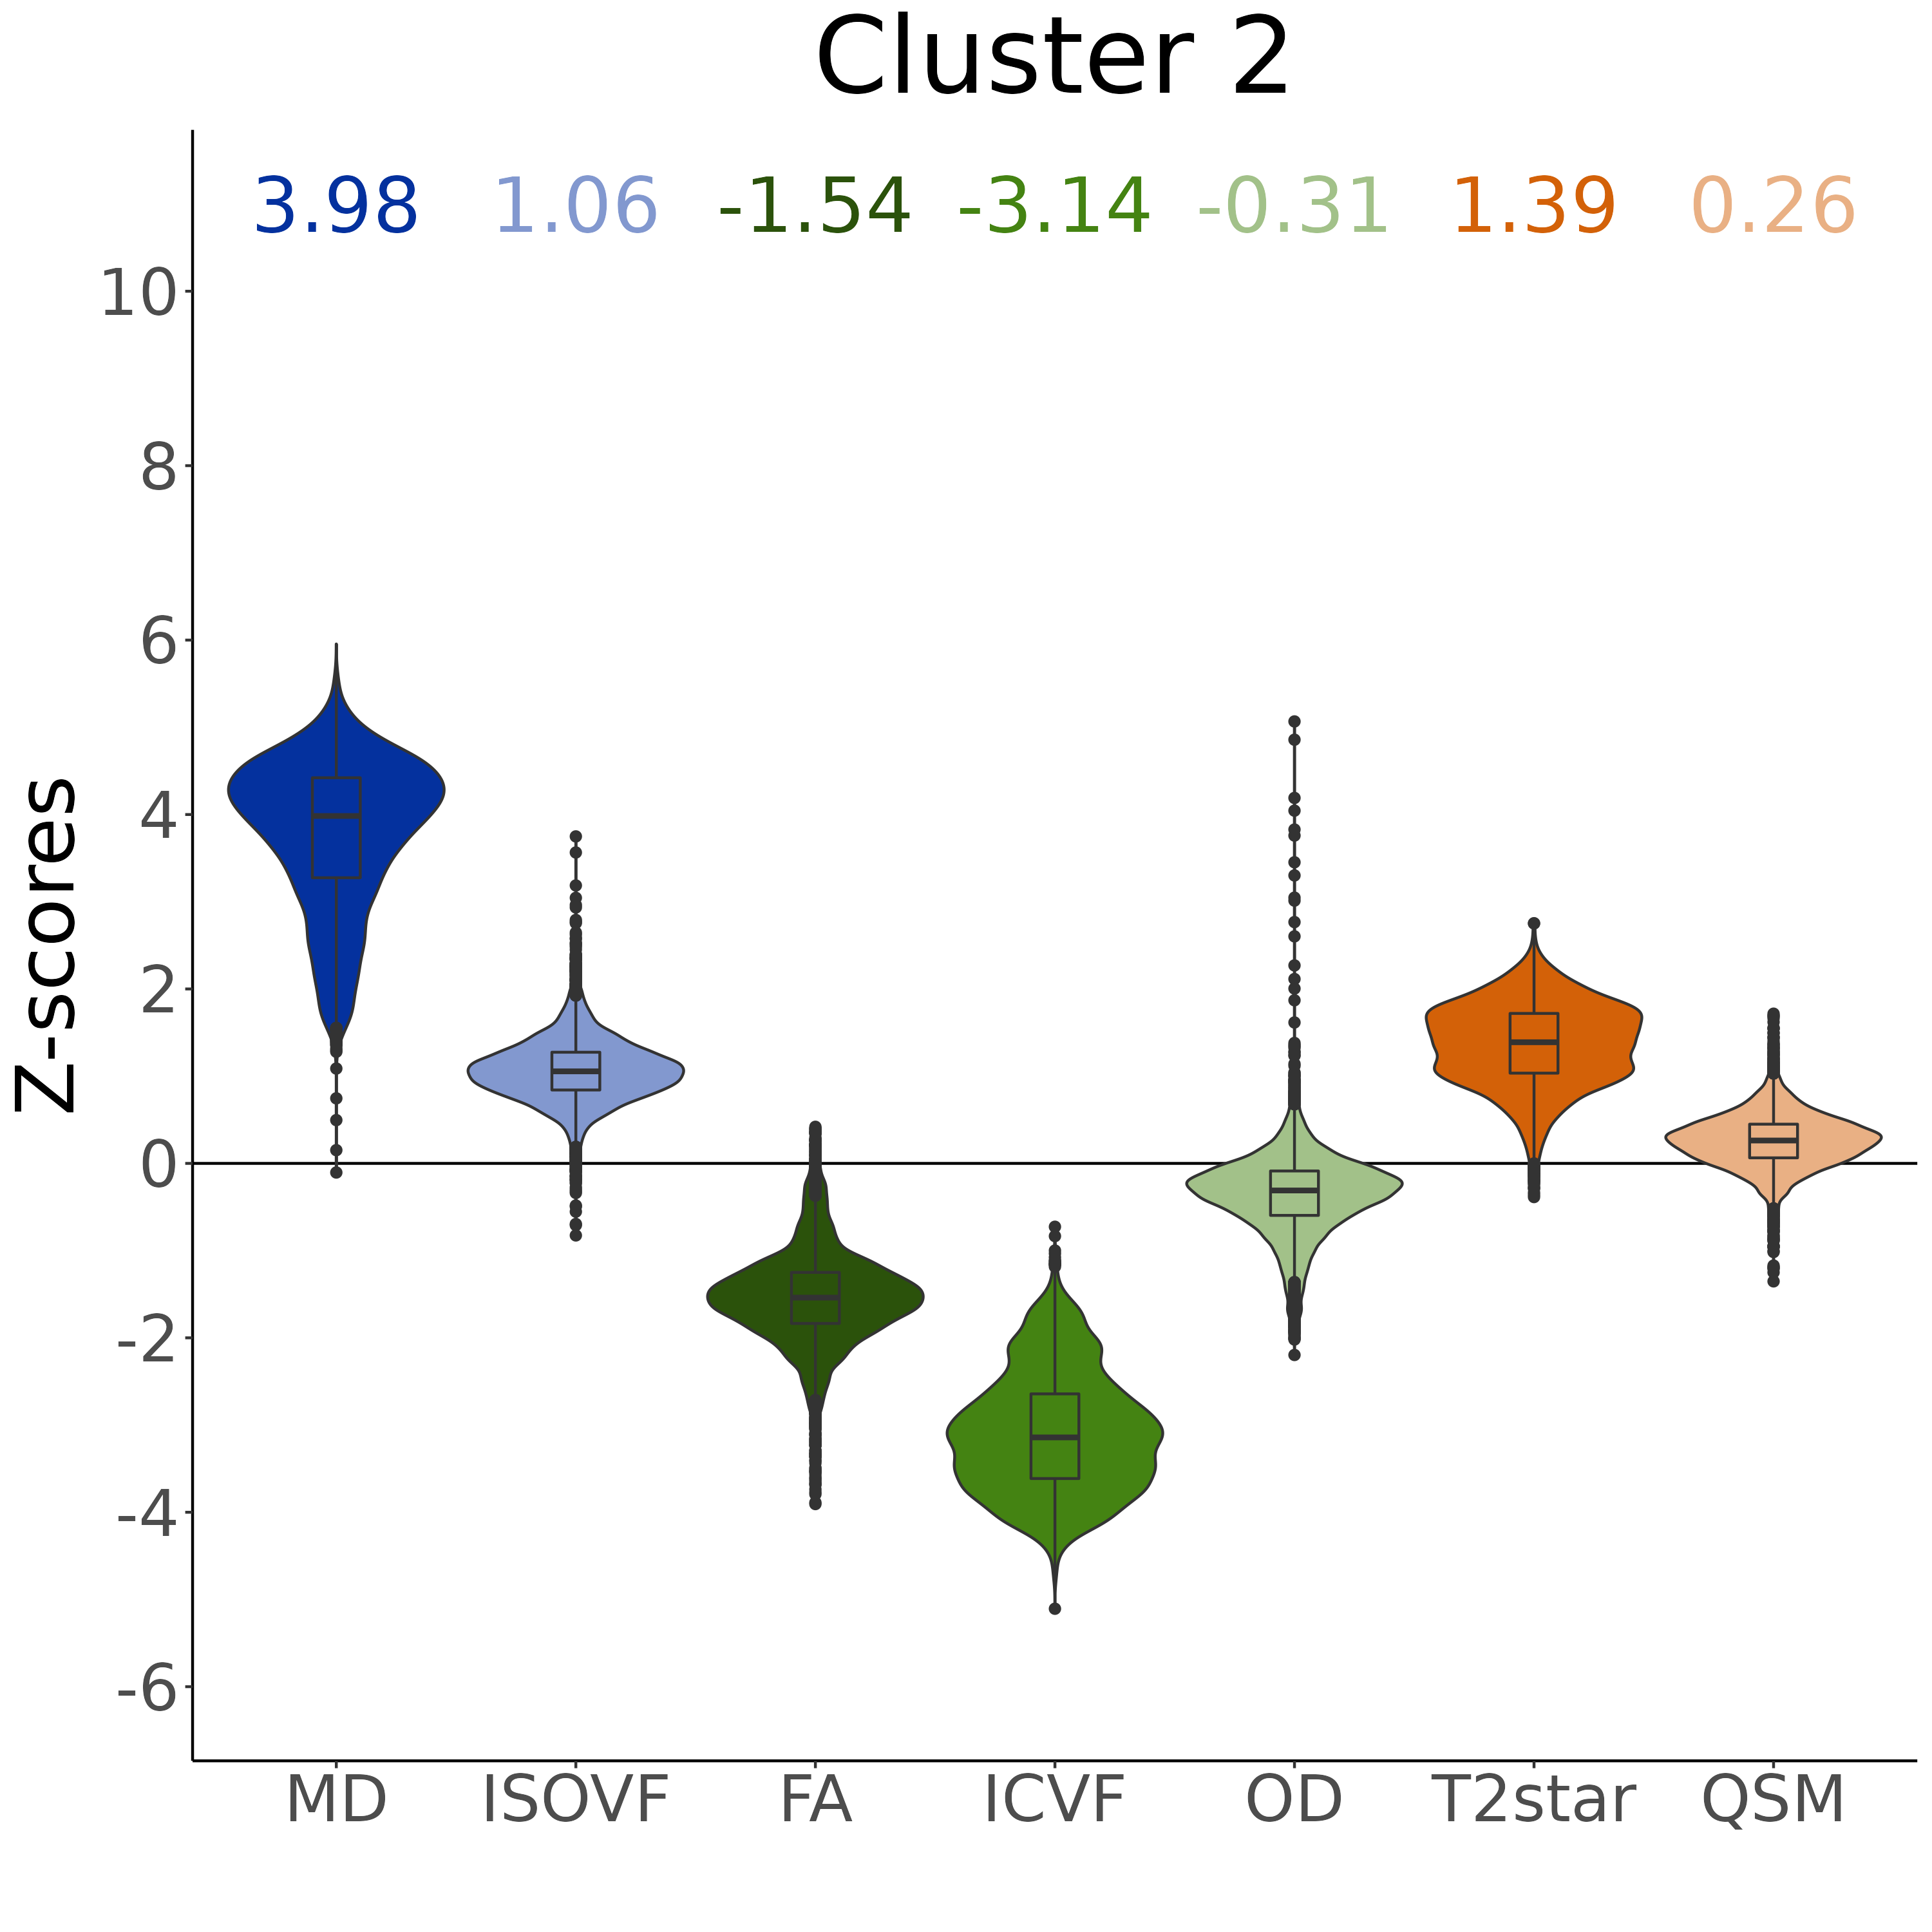 Cluster 2
3.98 1.06 -1.54 -3.14 -0.31 1.39 0.26
Z-scores
10
8
6
4
2
0
-2
-4
-6
MD ISOVF FA ICVF OD T2star QSM